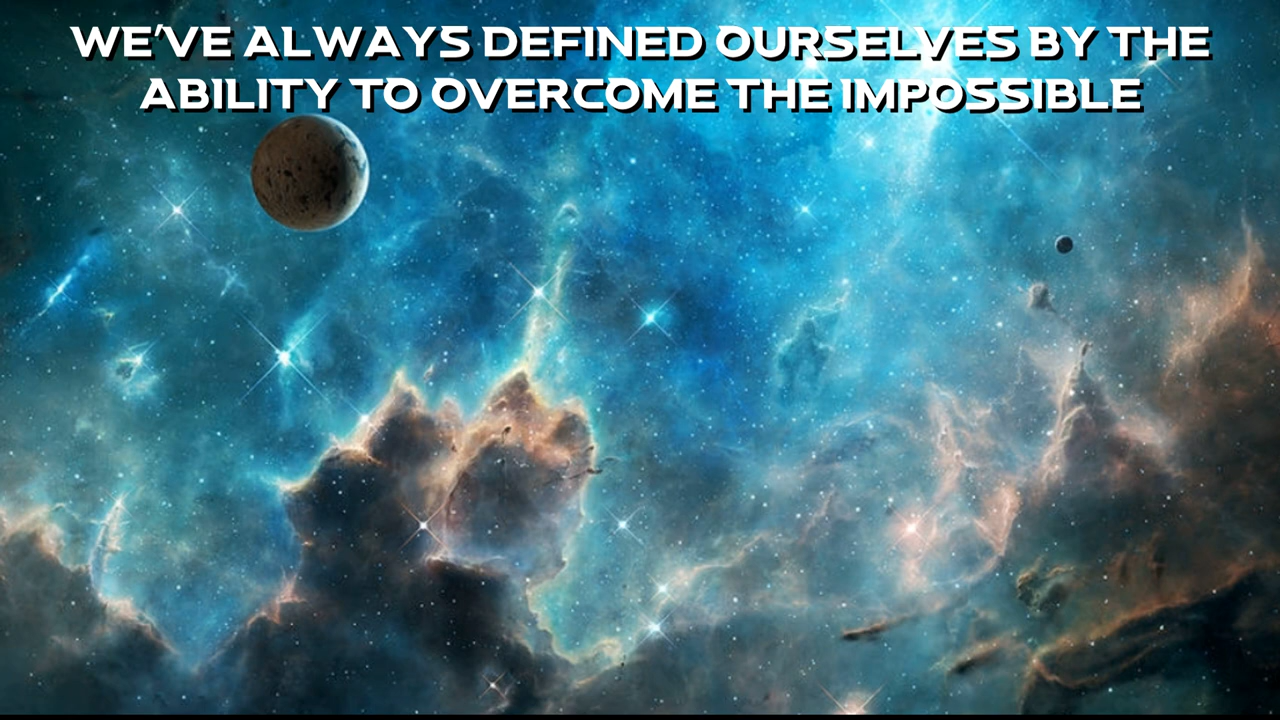 WE'VE ALWAYS DEFINED OURSELVES BY THE
ABILITY TO OVERCOME THE IMPOSSIBLE